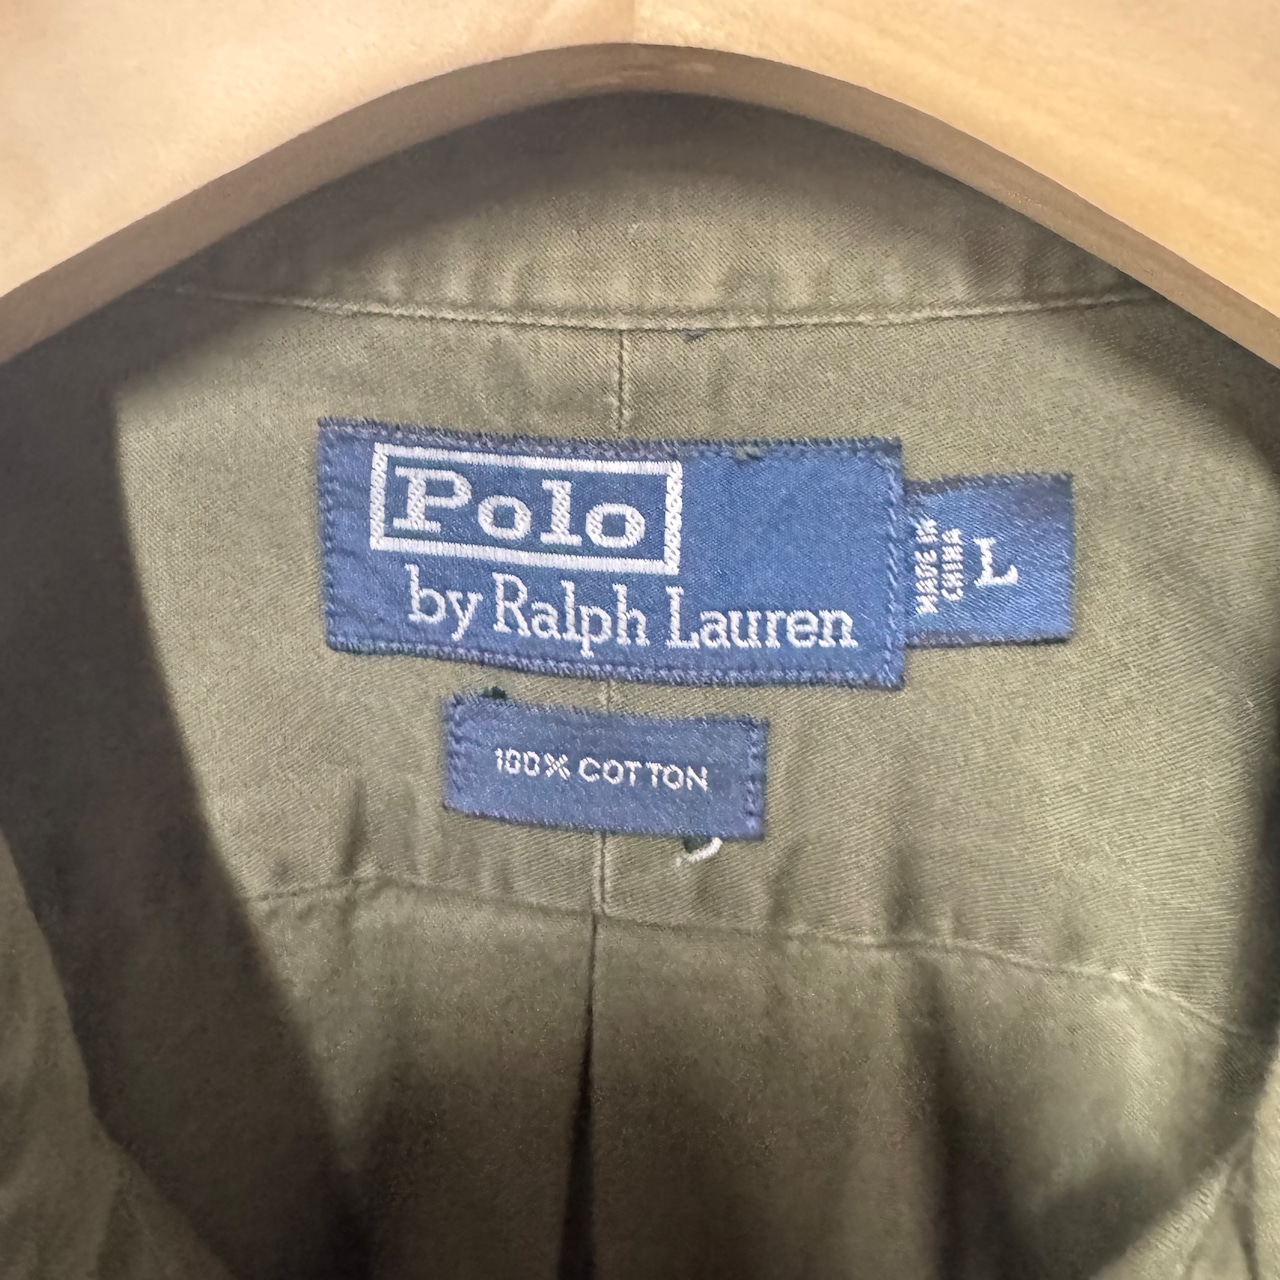 Polo
by Ralph Lauren
MADE IN
CHINA
L
100% COTTON